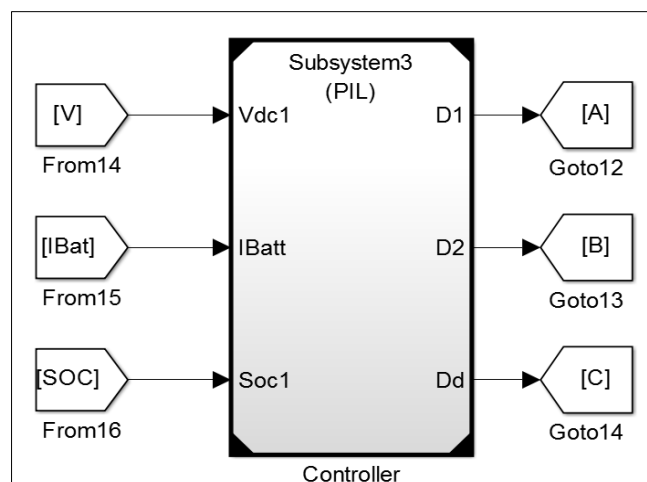 Subsystem3
(PIL)
[V]
Vdc1
D1
[A]
From14
Goto12
[IBat]
IBatt
D2
[B]
From15
Goto13
[SOC]
Soc1
Dd
[C]
From16
Goto14
Controller